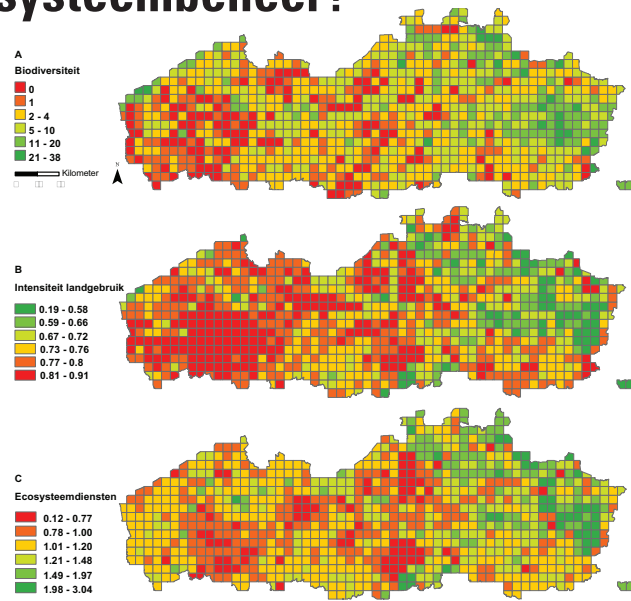 systeembeheer?
A
Biodiversiteit
0
1
2 - 4
5 - 10
11 - 20
21 - 38
Kilometer
N
B
Intensiteit landgebruik
0.19 - 0.58
0.59 - 0.66
0.67 - 0.72
0.73 - 0.76
0.77 - 0.8
0.81 - 0.91
C
Ecosysteemdiensten
0.12 - 0.77
0.78 - 1.00
1.01 - 1.20
1.21 - 1.48
1.49 - 1.97
1.98 - 3.04